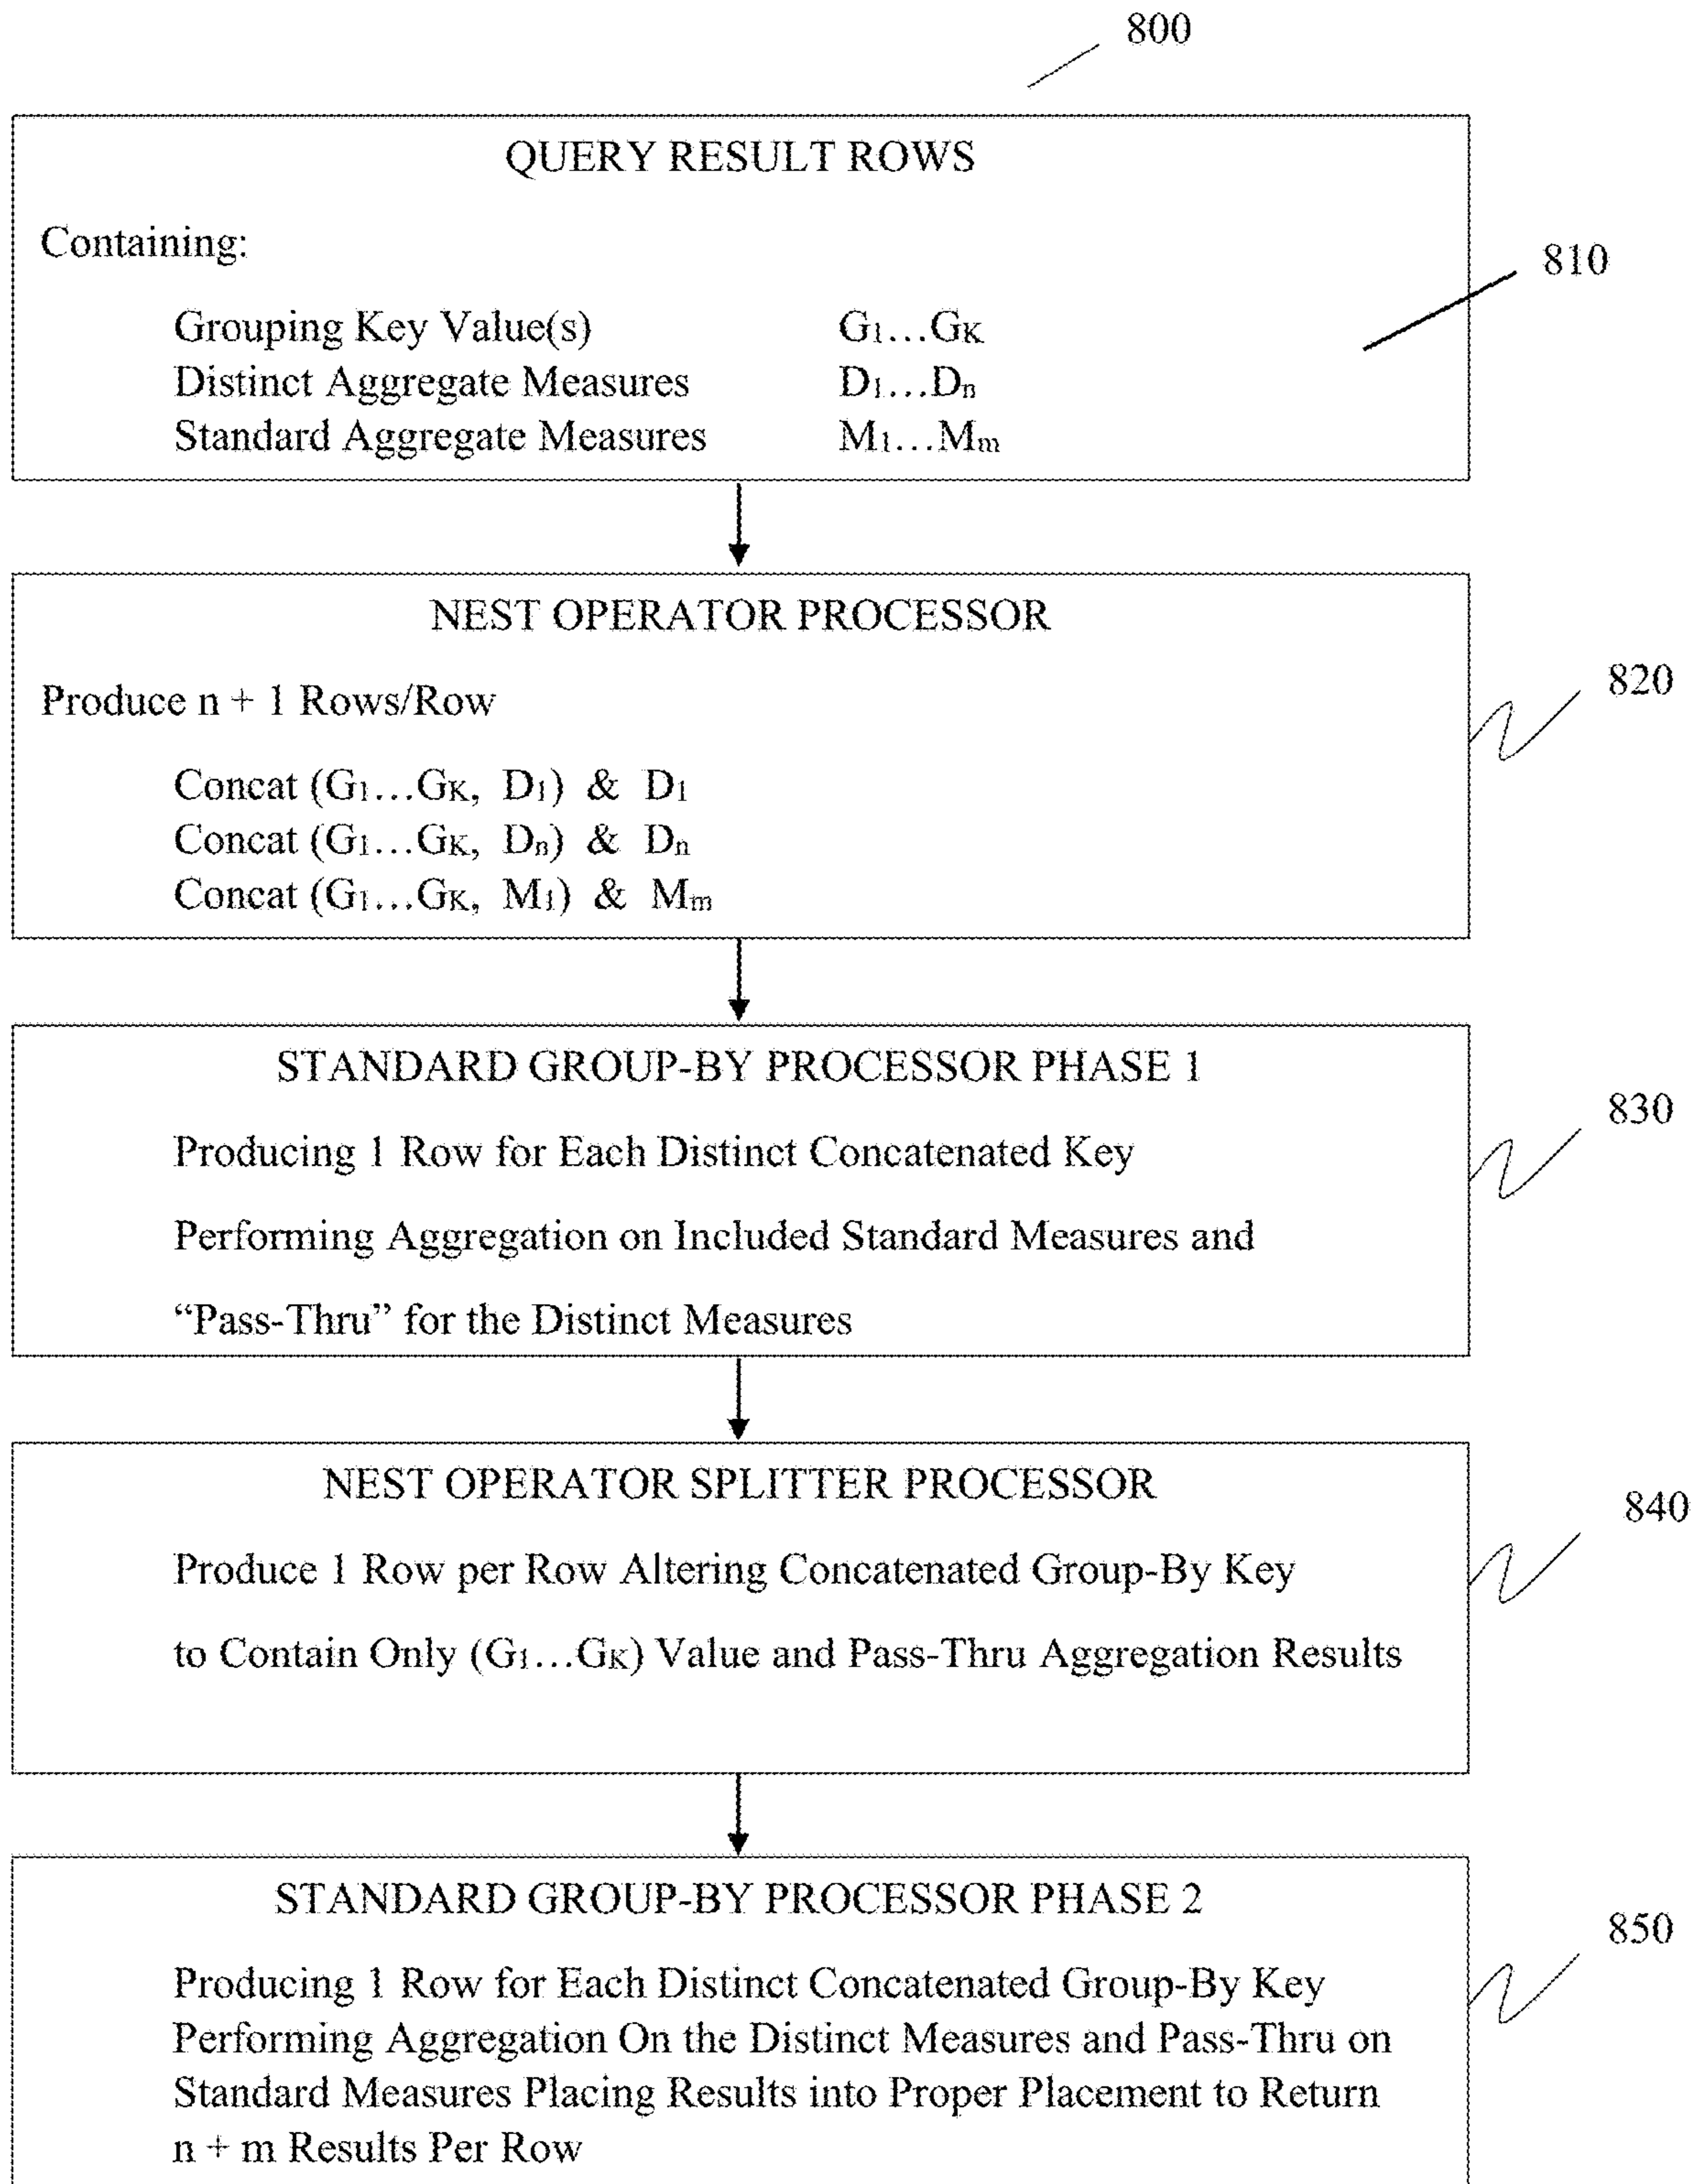 800
QUERY RESULT ROWS
Containing:
810
Grouping Key Value(s) G1...GK
Distinct Aggregate Measures D1...Dn
Standard Aggregate Measures M1...Mm
NEST OPERATOR PROCESSOR
820
Produce n + 1 Rows/Row
Concat (G1...GK, D1) & D1
Concat (G1...GK, Dn) & Dn
Concat (G1...GK, M1) & Mm
STANDARD GROUP-BY PROCESSOR PHASE 1
830
Producing 1 Row for Each Distinct Concatenated Key
Performing Aggregation on Included Standard Measures and
“Pass-Thru” for the Distinct Measures
NEST OPERATOR SPLITTER PROCESSOR
840
Produce 1 Row per Row Altering Concatenated Group-By Key
to Contain Only (G1...GK) Value and Pass-Thru Aggregation Results
STANDARD GROUP-BY PROCESSOR PHASE 2
850
Producing 1 Row for Each Distinct Concatenated Group-By Key
Performing Aggregation On the Distinct Measures and Pass-Thru on
Standard Measures Placing Results into Proper Placement to Return
n + m Results Per Row